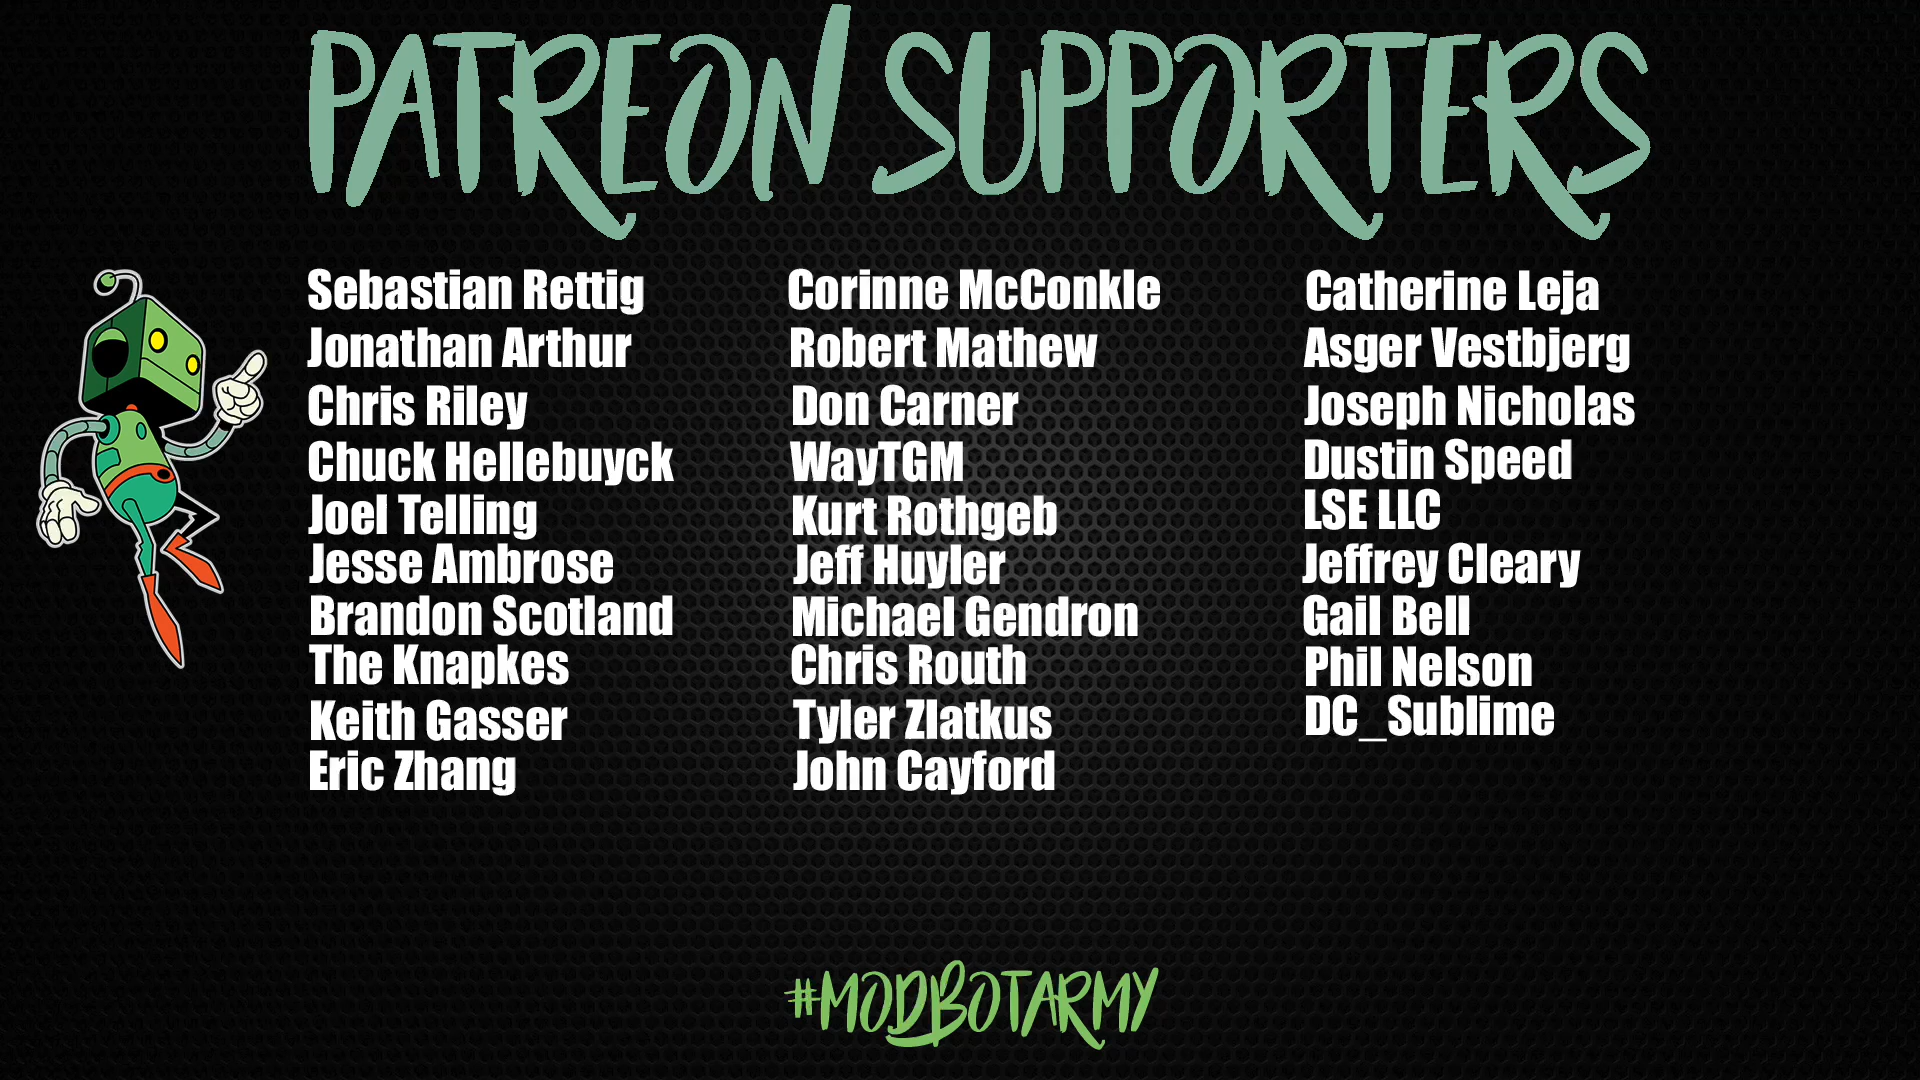 PATREON SUPPORTERS
Sebastian Rettig
Jonathan Arthur
Chris Riley
Chuck Hellebuyck
Joel Telling
Jesse Ambrose
Brandon Scotland
The Knapkes
Keith Gasser
Eric Zhang
Corinne McConkle
Robert Mathew
Don Carner
WayTGM
Kurt Rothgeb
Jeff Huyler
Michael Gendron
Chris Routh
Tyler Zlatkus
John Cayford
Catherine Leja
Asger Vestbjerg
Joseph Nicholas
Dustin Speed
LSE LLC
Jeffrey Cleary
Gail Bell
Phil Nelson
DC_Sublime
#MODBOTARMY